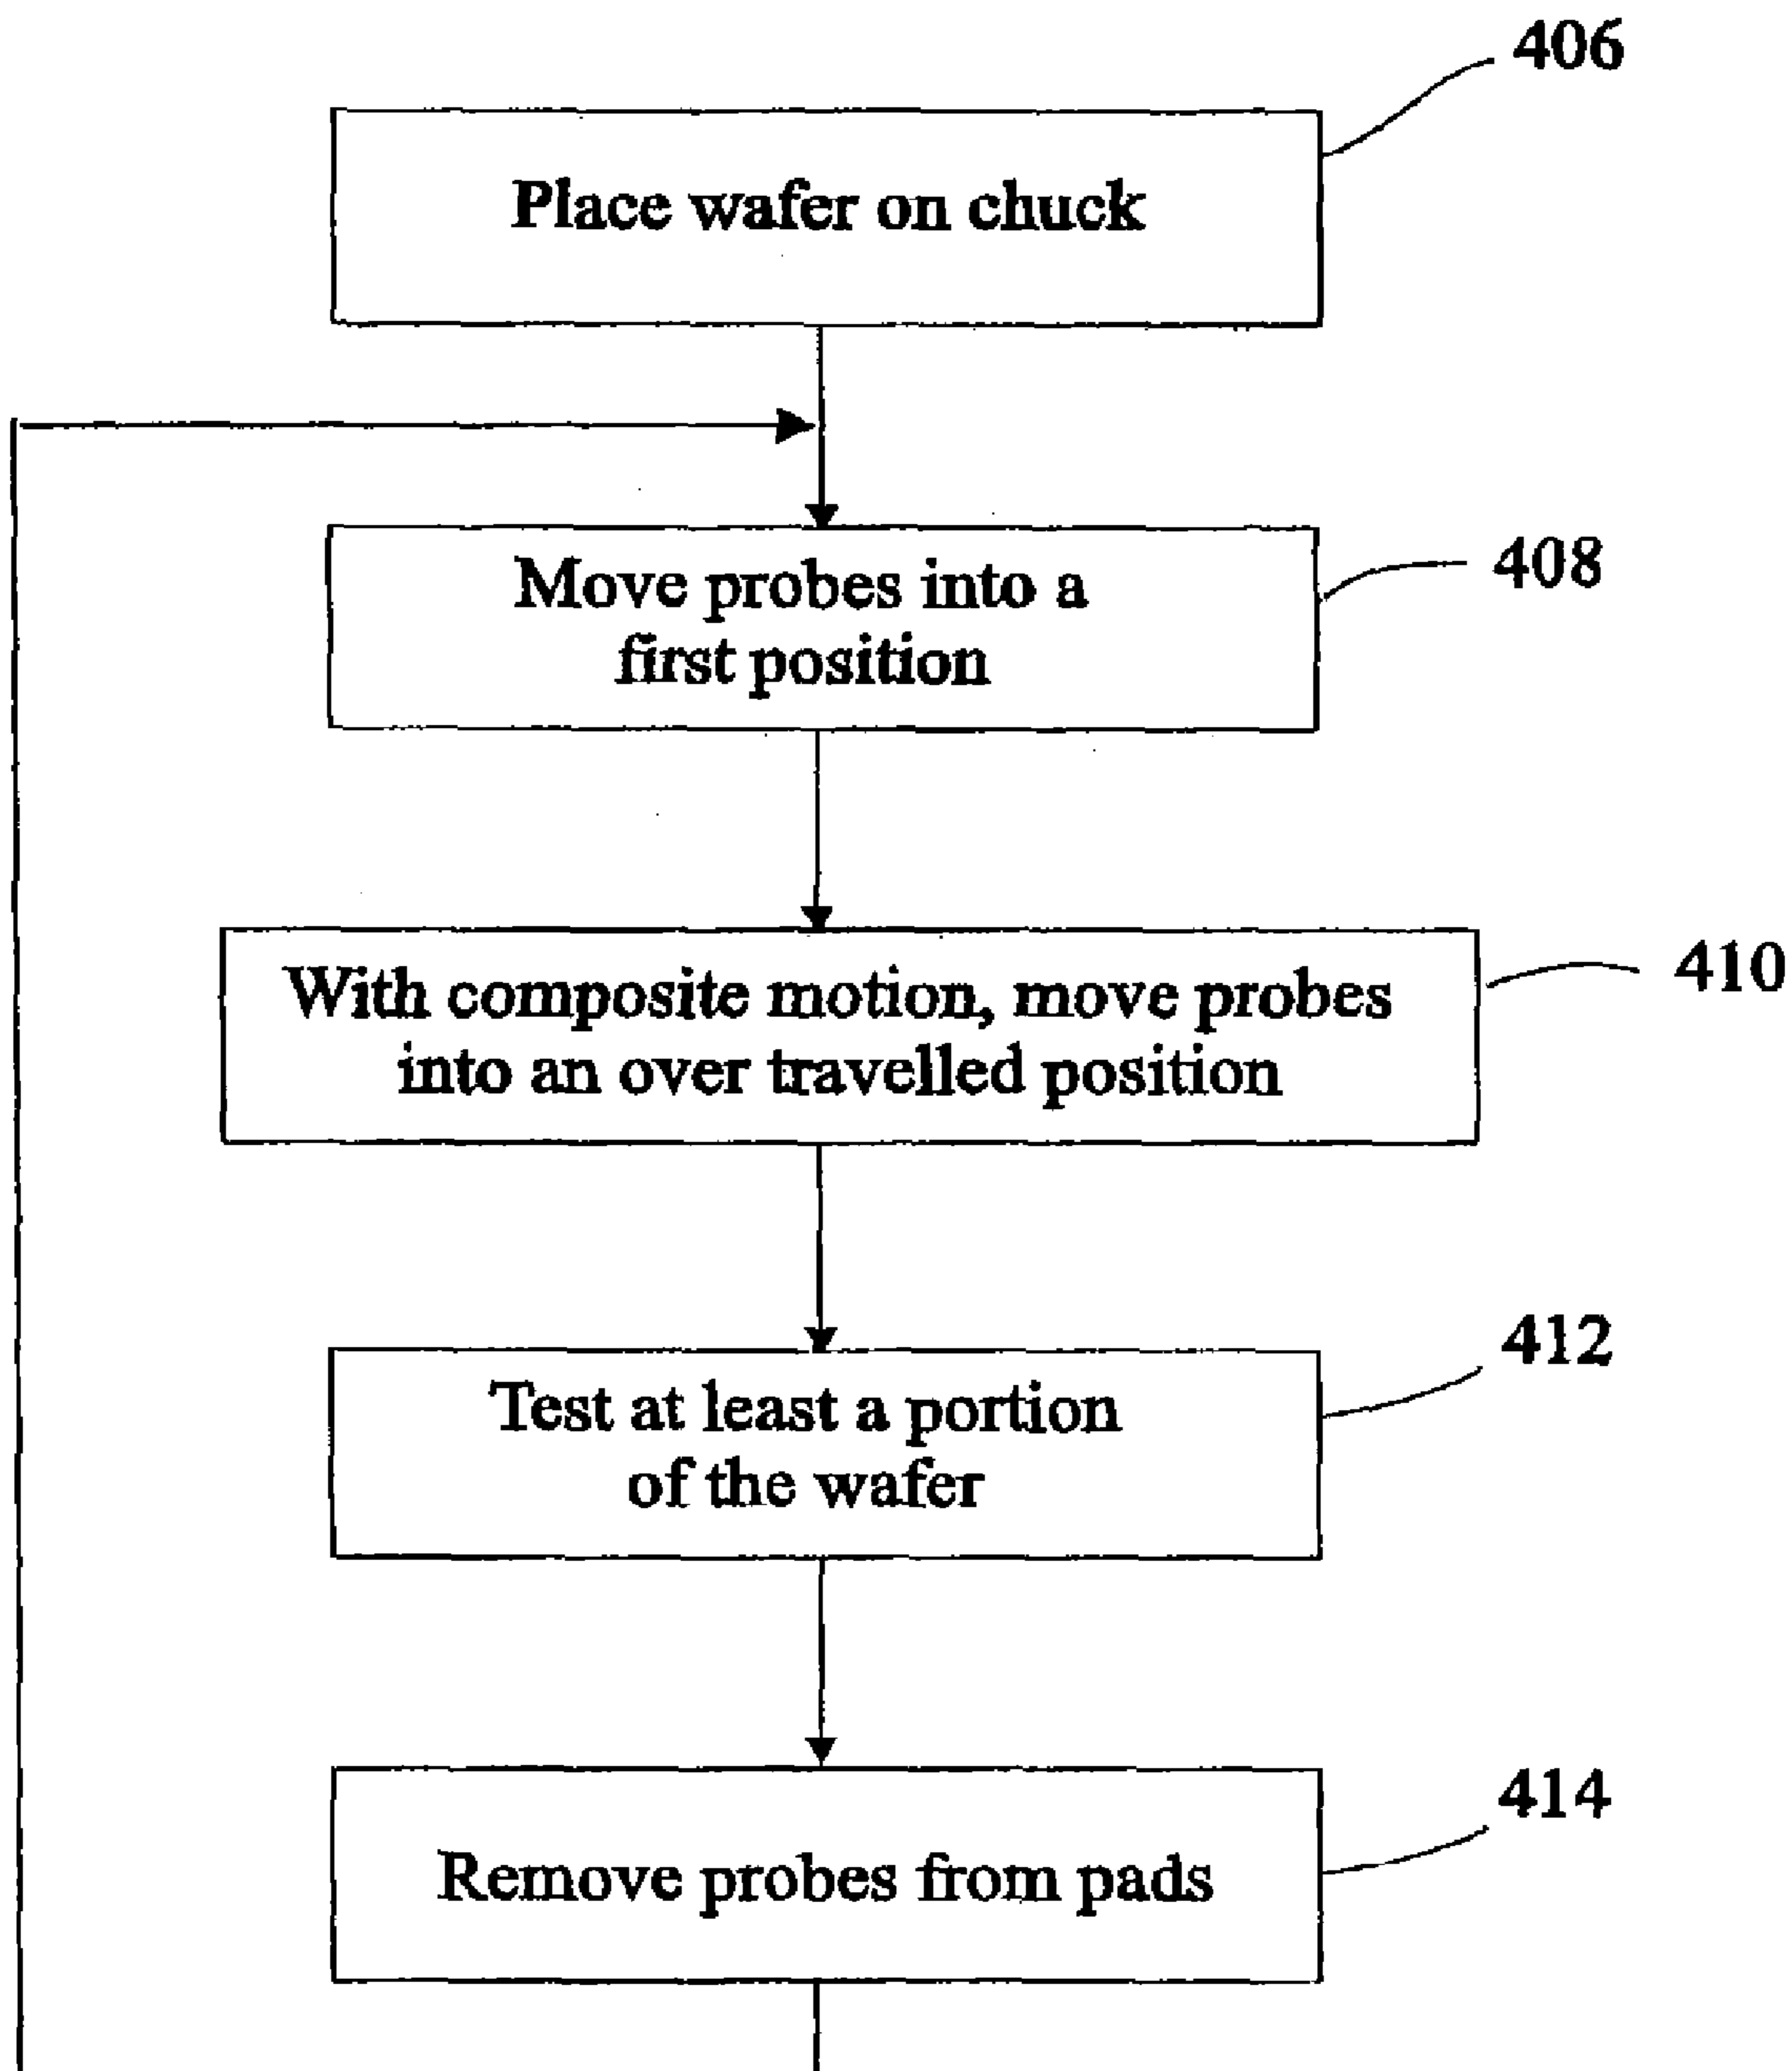 406
Place wafer on chuck
Move probes into a
first position
408
With composite motion, move probes
into an over travelled position
410
Test at least a portion
of the wafer
412
Remove probes from pads
414